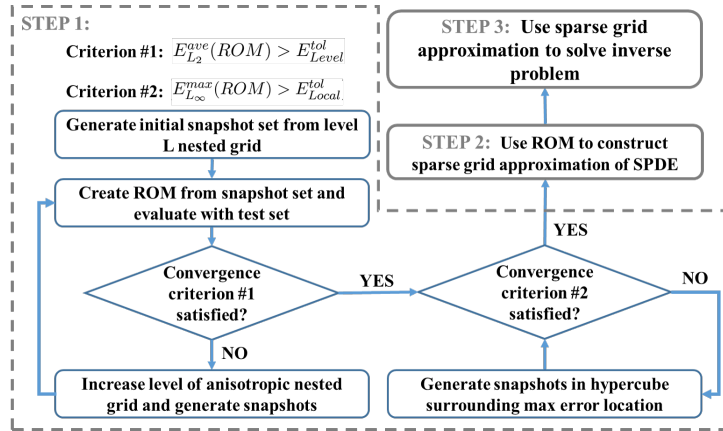 STEP 1:
Criterion #1: E_{L_2}^{ave}(ROM) > E_{Level}^{tol}
Criterion #2: E_{L_∞}^{max}(ROM) > E_{Local}^{tol}
Generate initial snapshot set from level
L nested grid
Create ROM from snapshot set and
evaluate with test set
Convergence
criterion #1
satisfied?
YES
NO
Increase level of anisotropic nested
grid and generate snapshots
Convergence
criterion #2
satisfied?
YES
NO
Generate snapshots in hypercube
surrounding max error location
STEP 2: Use ROM to construct
sparse grid approximation of SPDE
STEP 3: Use sparse grid
approximation to solve inverse
problem